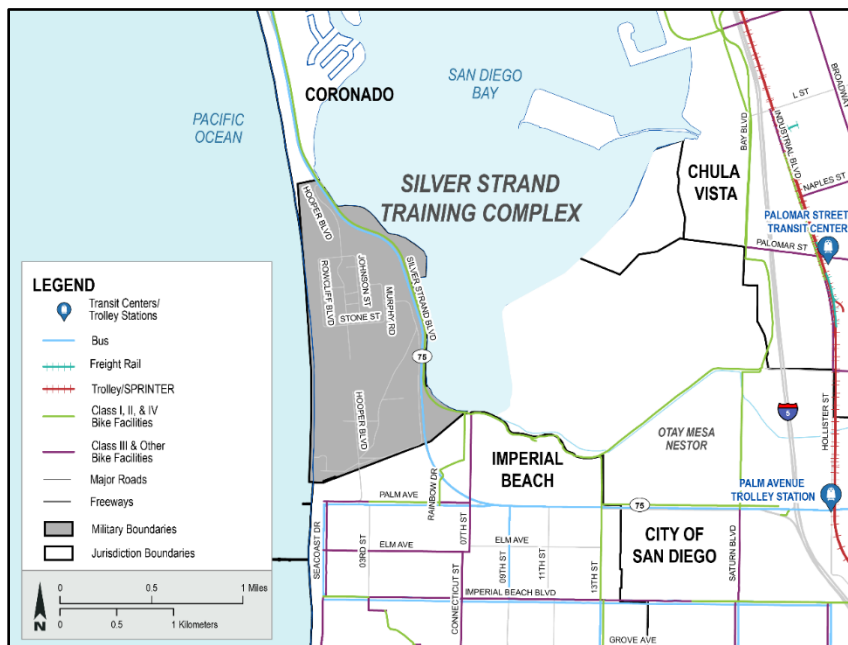 CORONADO
SAN DIEGO
BAY
PACIFIC
OCEAN
BROADWAY
L ST
BAY BLVD
INDUSTRIAL BLVD
NAPLES ST
CHULA
VISTA
SILVER STRAND
TRAINING COMPLEX
PALOMAR STREET
TRANSIT CENTER
PALOMAR ST
HOOPER BLVD
ROWCLIFF BLVD
JOHNSON ST
STONE ST
MURPHY RD
SILVER STRAND BLVD
75
HOOPER BLVD
5
HOLLISTER ST
OTAY MESA
NESTOR
IMPERIAL
BEACH
PALM AVENUE
TROLLEY STATION
75
PALM AVE
RAINBOW DR
07TH ST
SEACOAST DR
03RD ST
ELM AVE
ELM AVE
09TH ST
11TH ST
13TH ST
CITY OF
SAN DIEGO
SATURN BLVD
CONNECTICUT ST
IMPERIAL BEACH BLVD
GROVE AVE
LEGEND
Transit Centers/
Trolley Stations
Bus
Freight Rail
Trolley/SPRINTER
Class I, II, & IV
Bike Facilities
Class III & Other
Bike Facilities
Major Roads
Freeways
Military Boundaries
Jurisdiction Boundaries
N
0 0.5 1 Miles
0 0.5 1 Kilometers